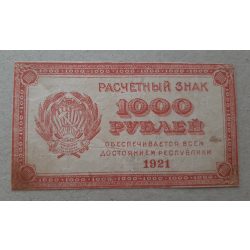 РАСЧЕТНЫЙ ЗНАК
1000
РУБЛЕЙ
ОБЕСПЕЧИВАЕТСЯ ВСЕМ
ДОСТОЯНИЕМ РЕСПУБЛИКИ
1921